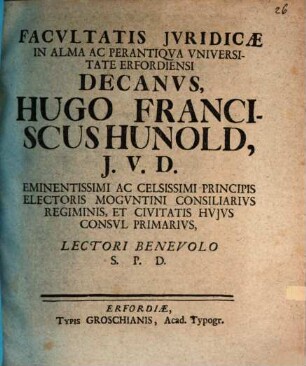 26
FACVLTATIS JVRIDICÆ
IN ALMA AC PERANTIQVA VNIVERSI-
TATE ERFORDIENSI
DECANVS,
HUGO FRANCI-
SCUS HUNOLD,
J. V. D.
EMINENTISSIMI AC CELSISSIMI PRINCIPIS
ELECTORIS MOGVNTINI CONSILIARIVS
REGIMINIS, ET CIVITATIS HVJVS
CONSVL PRIMARIVS,
LECTORI BENEVOLO
S. P. D.
ERFORDIÆ,
TYPIS GROSCHIANIS, Acad. Typogr.